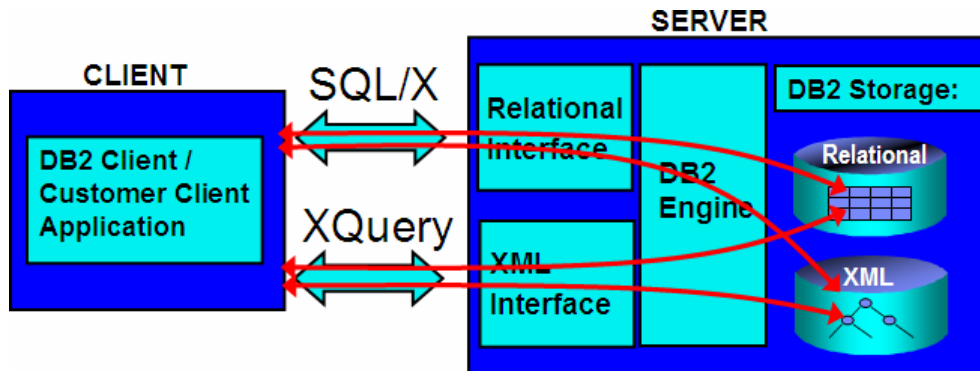 SERVER
CLIENT
SQL/X
DB2 Client /
Customer Client
Application
XQuery
Relational
Interface
XML
Interface
DB2
Engine
DB2 Storage:
Relational
XML